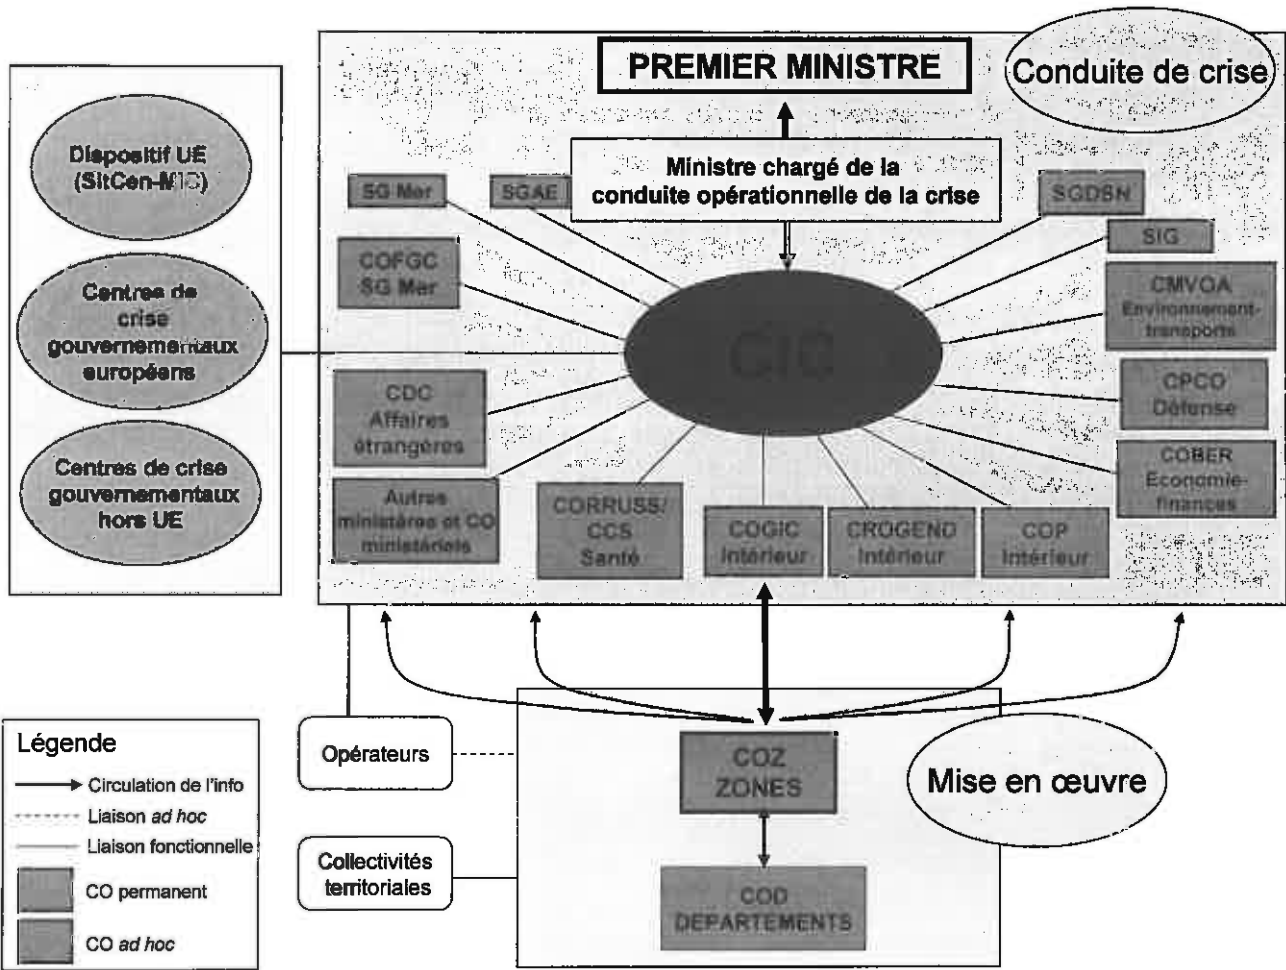 PREMIER MINISTRE
Conduite de crise
Ministre chargé de la
conduite opérationnelle de la crise
Dispositif UE
(SitCen-MIC)
Centres de
crise
gouvernementaux
européens
Centres de crise
gouvernementaux
hors UE
SG Mer
SGAE
SGDSN
SIG
COFGC
SG Mer
CMVOA
Environnement-
transports
CIC
CDC
Affaires
étrangères
CPCO
Défense
COBER
Economie-
finances
Autres
ministères et CO
ministériels
CORRUSS/
CCS
Santé
COGIC
Intérieur
CROGEND
Intérieur
COP
Intérieur
Opérateurs
COZ
ZONES
Mise en œuvre
Collectivités
territoriales
COD
DEPARTEMENTS
Légende
Circulation de l'info
Liaison ad hoc
Liaison fonctionnelle
CO permanent
CO ad hoc